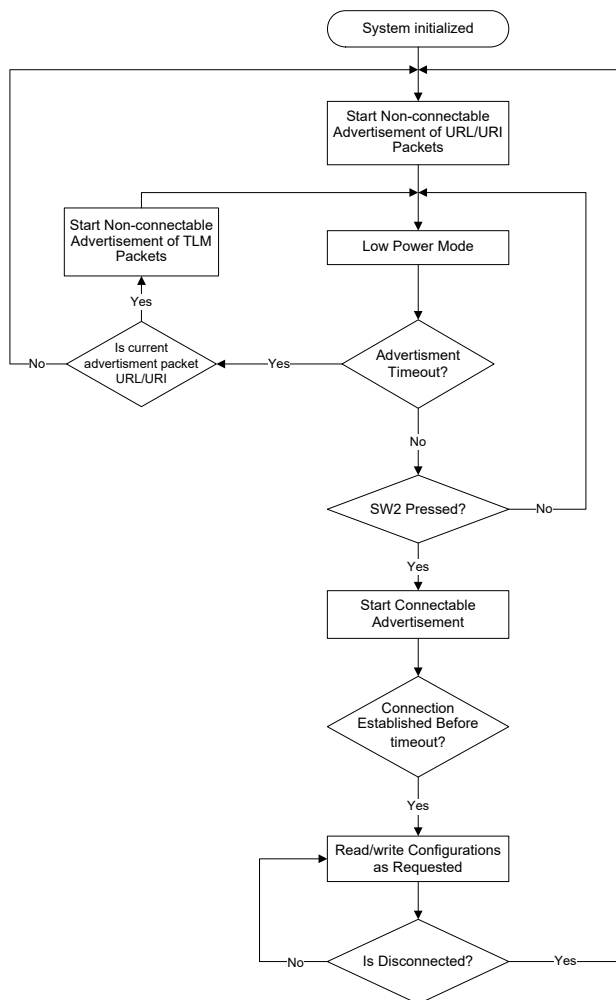 System initialized
Start Non-connectable
Advertisement of URL/URI
Packets
Start Non-connectable
Advertisement of TLM
Packets
Low Power Mode
Yes
Is current
advertisment packet
URL/URI
No
Yes
Advertisment
Timeout?
No
SW2 Pressed?
No
Yes
Start Connectable
Advertisement
Connection
Established Before
timeout?
Yes
Read/write Configurations
as Requested
No
Is Disconnected?
Yes